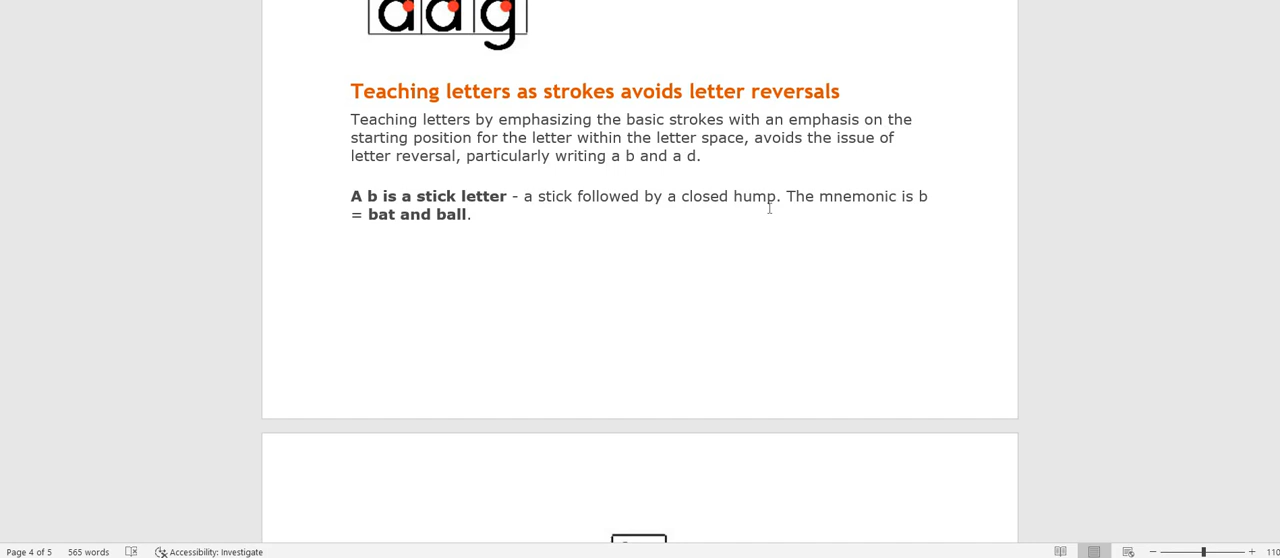 a d g
Teaching letters as strokes avoids letter reversals
Teaching letters by emphasizing the basic strokes with an emphasis on the
starting position for the letter within the letter space, avoids the issue of
letter reversal, particularly writing a b and a d.
A b is a stick letter - a stick followed by a closed hump. The mnemonic is b
= bat and ball.
Page 4 of 5 565 words Accessibility: Investigate 110